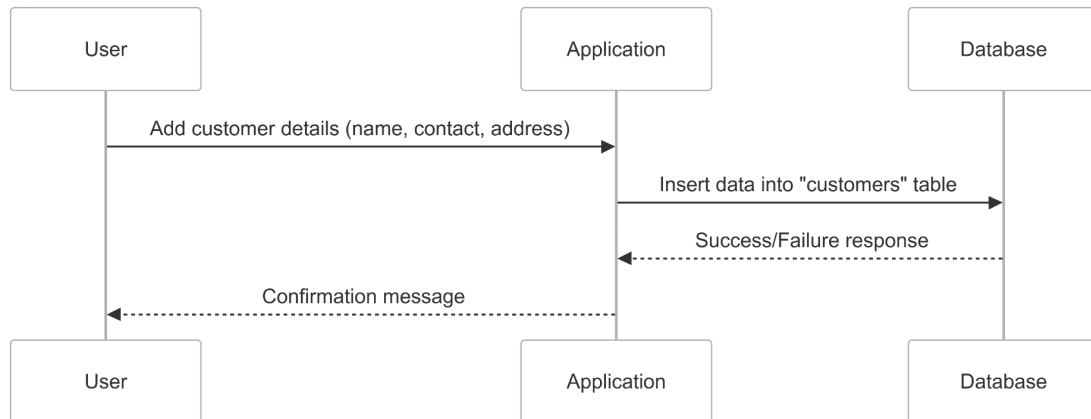 User
Application
Database
Add customer details (name, contact, address)
Insert data into "customers" table
Success/Failure response
Confirmation message
User
Application
Database